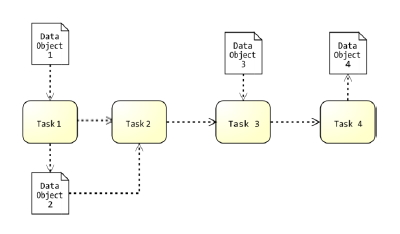 Data
Object
1
Data
Object
3
Data
Object
4
Task 1
Task 2
Task 3
Task 4
Data
Object
2